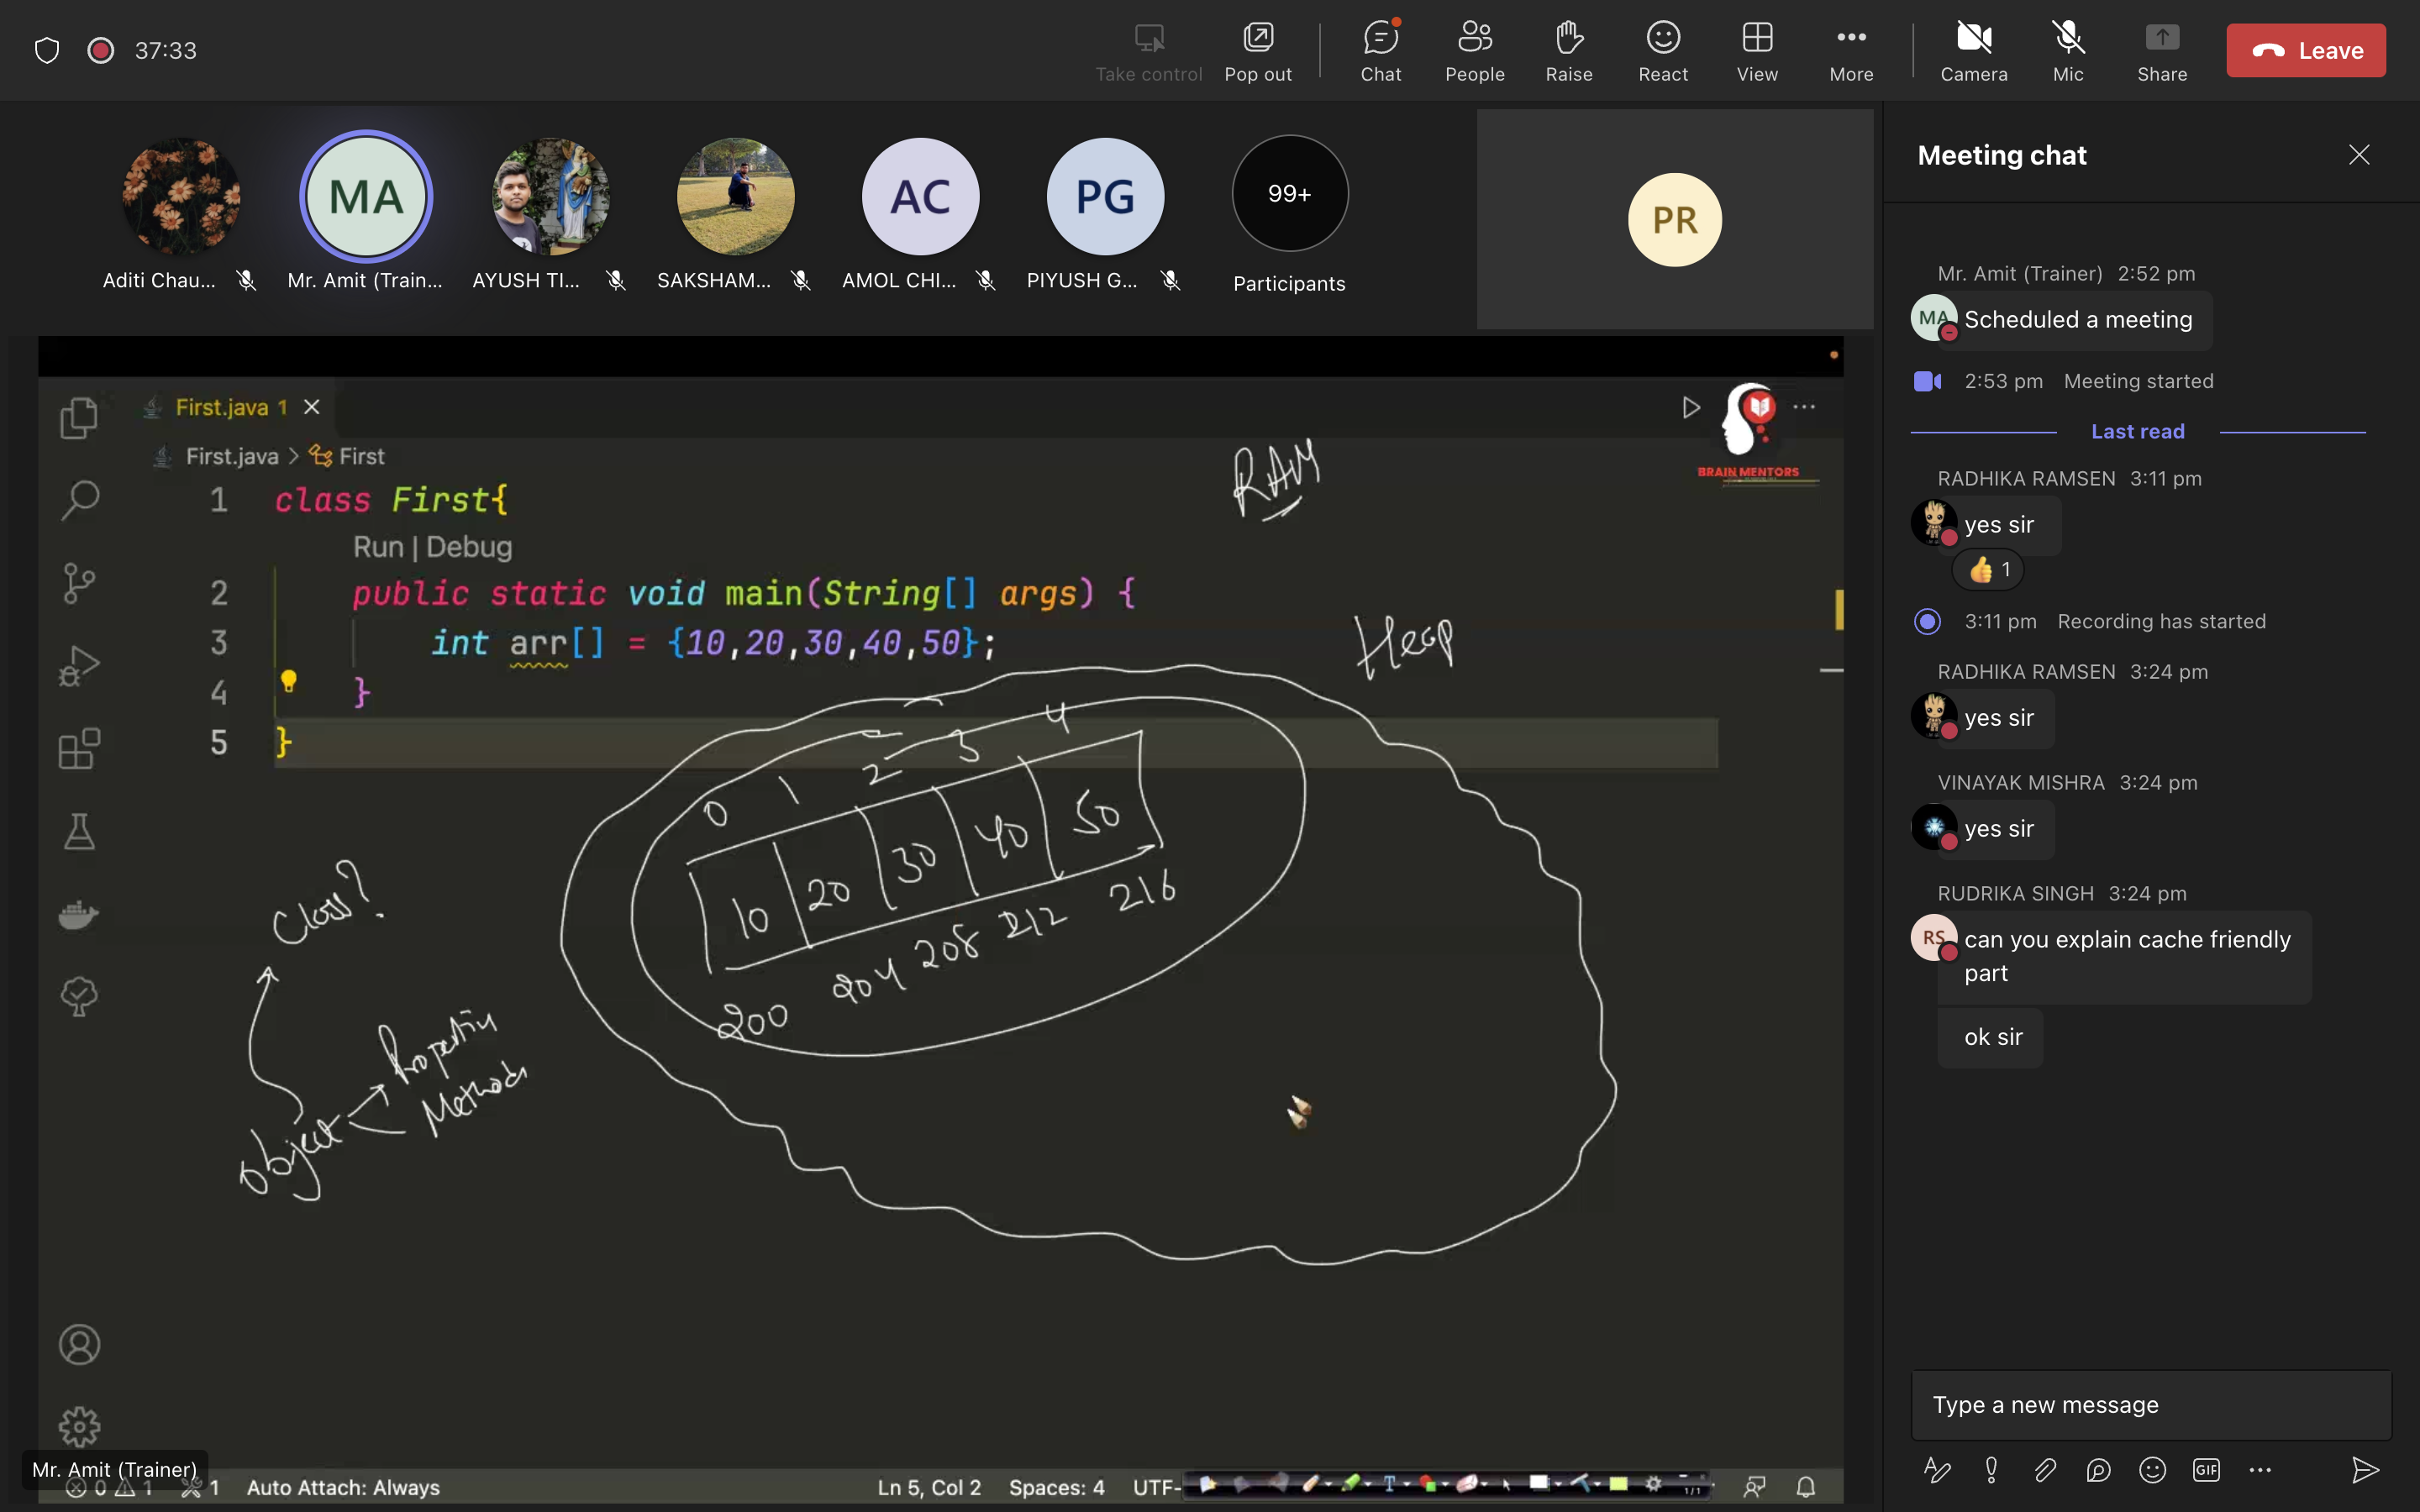 37:33
Take control
Pop out
Chat
People
Raise
React
View
More
Camera
Mic
Share
Leave
MA
AC
PG
99+
PR
Aditi Chau...
Mr. Amit (Train...
AYUSH TI...
SAKSHAM...
AMOL CHI...
PIYUSH G...
Participants
First.java 1
First.java > First
BRAIN MENTORS
RAM
1 class First{
Run | Debug
2 public static void main(String[] args) {
3 int arr[] = {10,20,30,40,50};
4 }
5 }
Heap
0 1 2 3 4
10 20 30 40 50
200 204 208 212 216
Class?
Object
Methods
Mr. Amit (Trainer)
0 1 1
Auto Attach: Always
Ln 5, Col 2
Spaces: 4
UTF-
1/1
Meeting chat
Mr. Amit (Trainer) 2:52 pm
MA
Scheduled a meeting
2:53 pm Meeting started
Last read
RADHIKA RAMSEN 3:11 pm
yes sir
👍 1
3:11 pm Recording has started
RADHIKA RAMSEN 3:24 pm
yes sir
VINAYAK MISHRA 3:24 pm
yes sir
RUDRIKA SINGH 3:24 pm
RS
can you explain cache friendly
part
ok sir
Type a new message
GIF